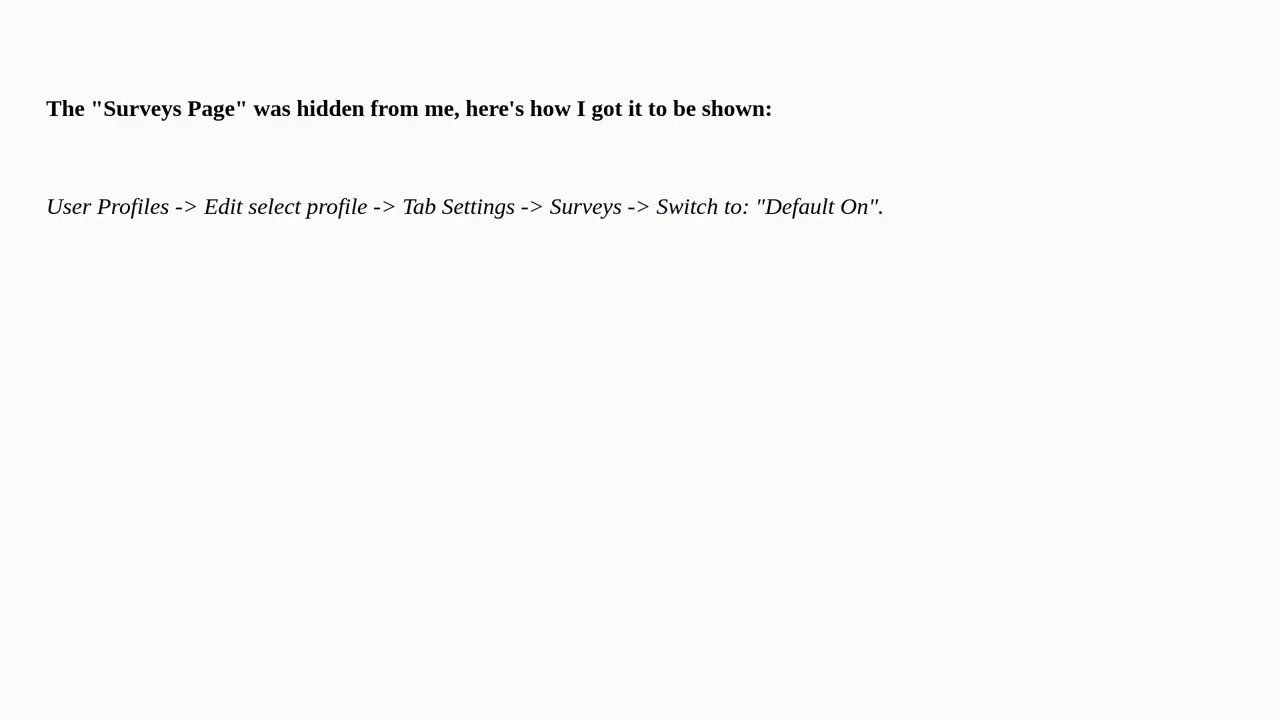 The "Surveys Page" was hidden from me, here's how I got it to be shown:
User Profiles -> Edit select profile -> Tab Settings -> Surveys -> Switch to: "Default On".